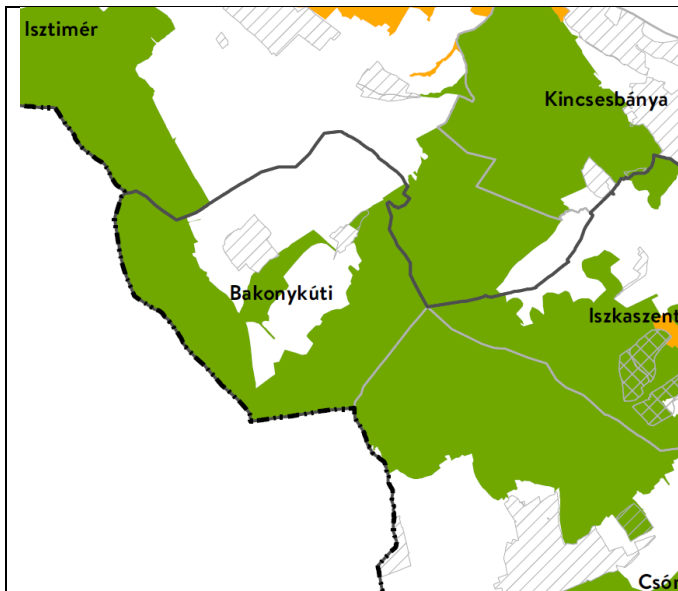 Isztimér
Kincsesbánya
Bakonykúti
Iszkaszent
Csór